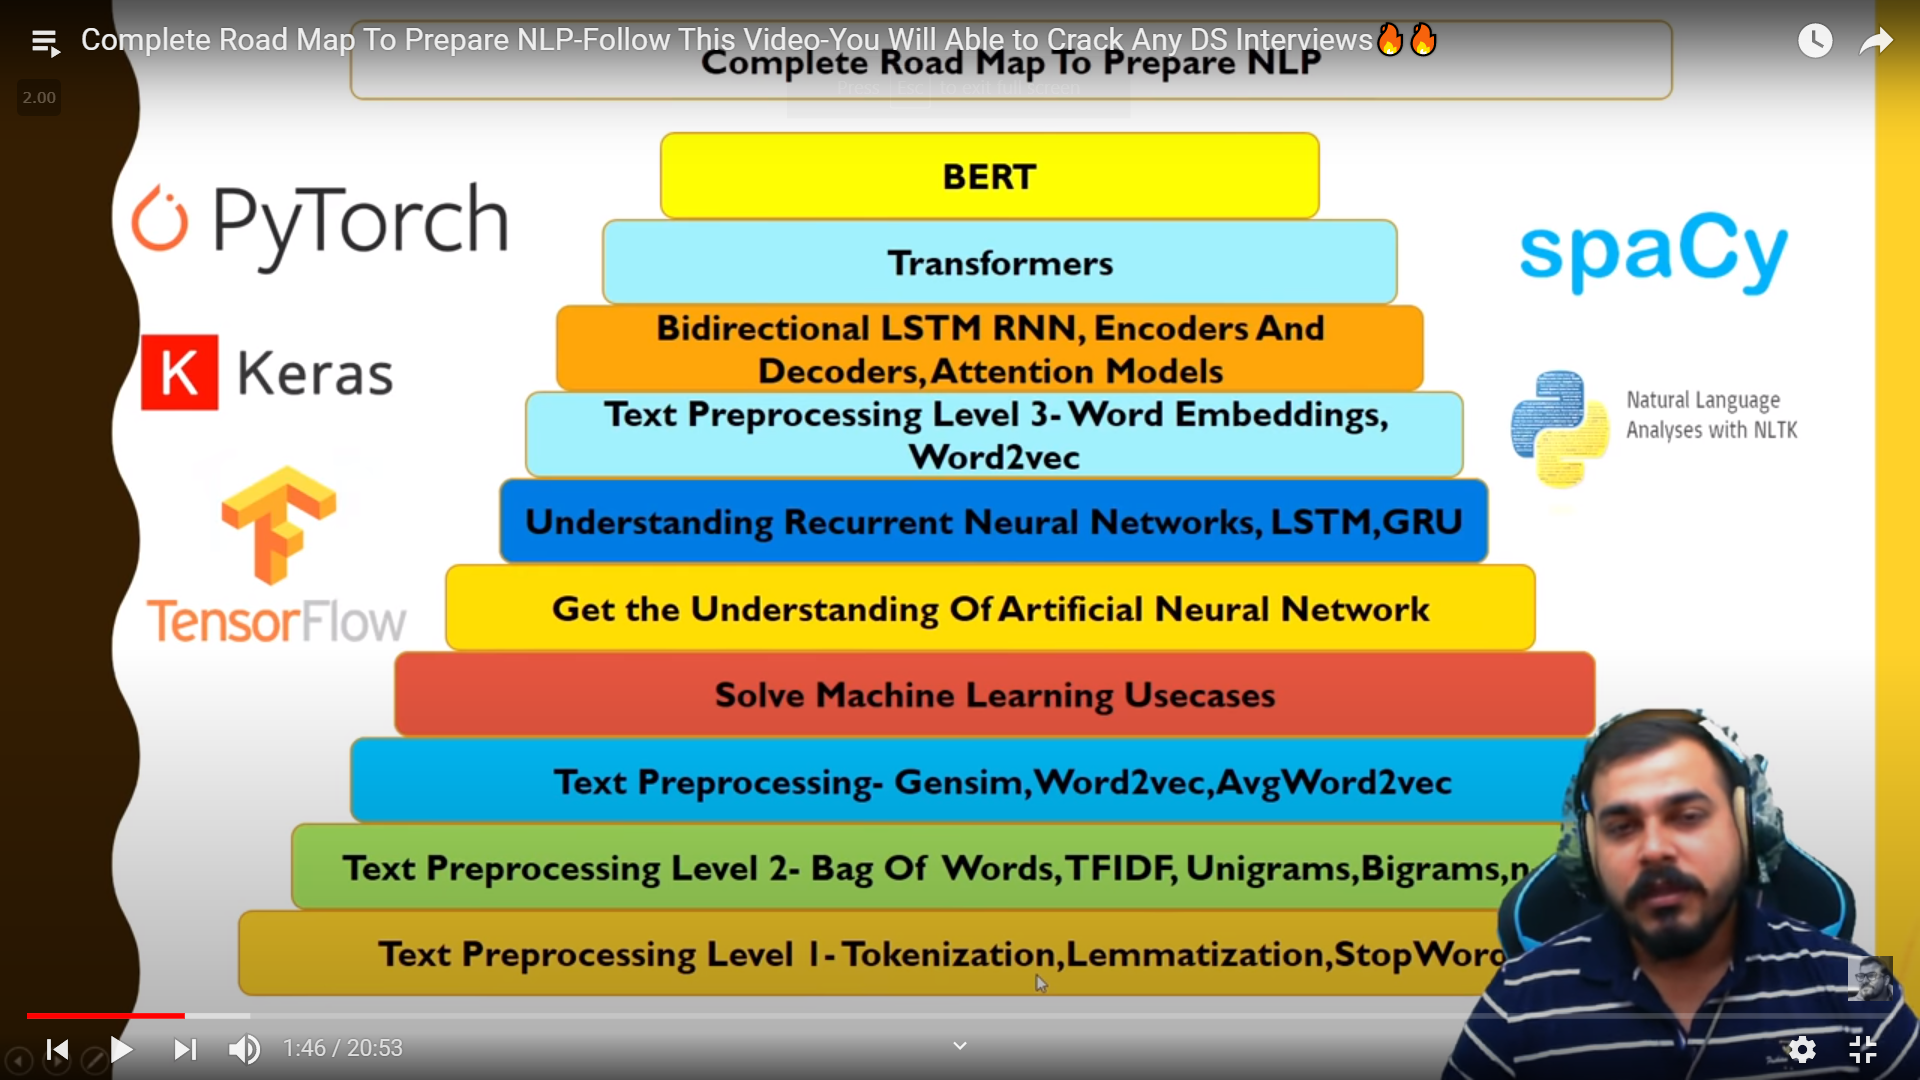 Complete Road Map To Prepare NLP-Follow This Video-You Will Able to Crack Any DS Interviews🔥🔥
Complete Road Map To Prepare NLP
2.00
Press Esc to exit full screen
BERT
PyTorch
Transformers
spaCy
Bidirectional LSTM RNN, Encoders And
Decoders, Attention Models
K Keras
Natural Language
Analyses with NLTK
Text Preprocessing Level 3- Word Embeddings,
Word2vec
Understanding Recurrent Neural Networks, LSTM,GRU
TensorFlow
Get the Understanding Of Artificial Neural Network
Solve Machine Learning Usecases
Text Preprocessing- Gensim,Word2vec,AvgWord2vec
Text Preprocessing Level 2- Bag Of Words,TFIDF, Unigrams,Bigrams,n
Text Preprocessing Level 1- Tokenization,Lemmatization,StopWord
1:46 / 20:53